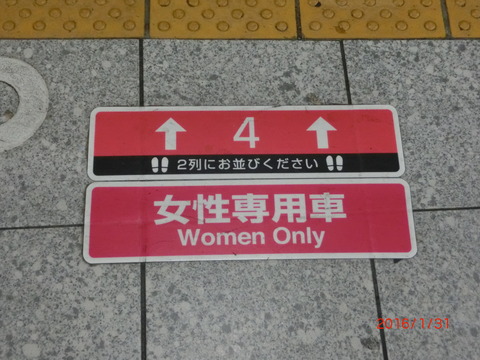 4
2列にお並びください
女性専用車
Women Only
2018/1/31